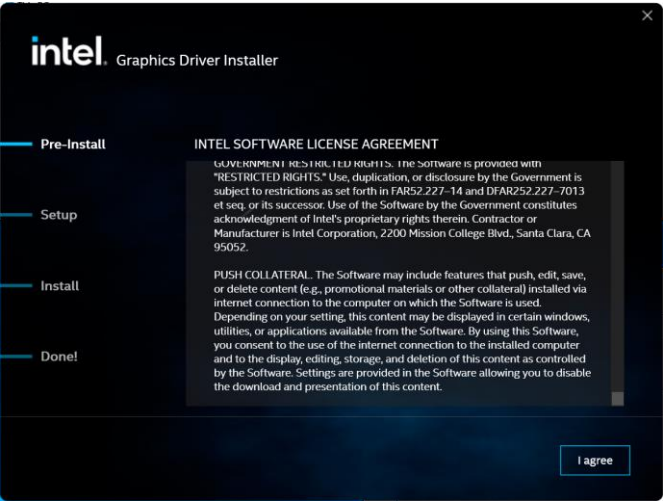 intel. Graphics Driver Installer
Pre-Install
Setup
Install
Done!
INTEL SOFTWARE LICENSE AGREEMENT
GOVERNMENT RESTRICTED RIGHTS. The Software is provided with
"RESTRICTED RIGHTS." Use, duplication, or disclosure by the Government is
subject to restrictions as set forth in FAR52.227-14 and DFAR252.227-7013
et seq. or its successor. Use of the Software by the Government constitutes
acknowledgment of Intel's proprietary rights therein. Contractor or
Manufacturer is Intel Corporation, 2200 Mission College Blvd., Santa Clara, CA
95052.
PUSH COLLATERAL. The Software may include features that push, edit, save,
or delete content (e.g., promotional materials or other collateral) installed via
internet connection to the computer on which the Software is used.
Depending on your setting, this content may be displayed in certain windows,
utilities, or applications available from the Software. By using this Software,
you consent to the use of the internet connection to the installed computer
and to the display, editing, storage, and deletion of this content as controlled
by the Software. Settings are provided in the Software allowing you to disable
the download and presentation of this content.
I agree